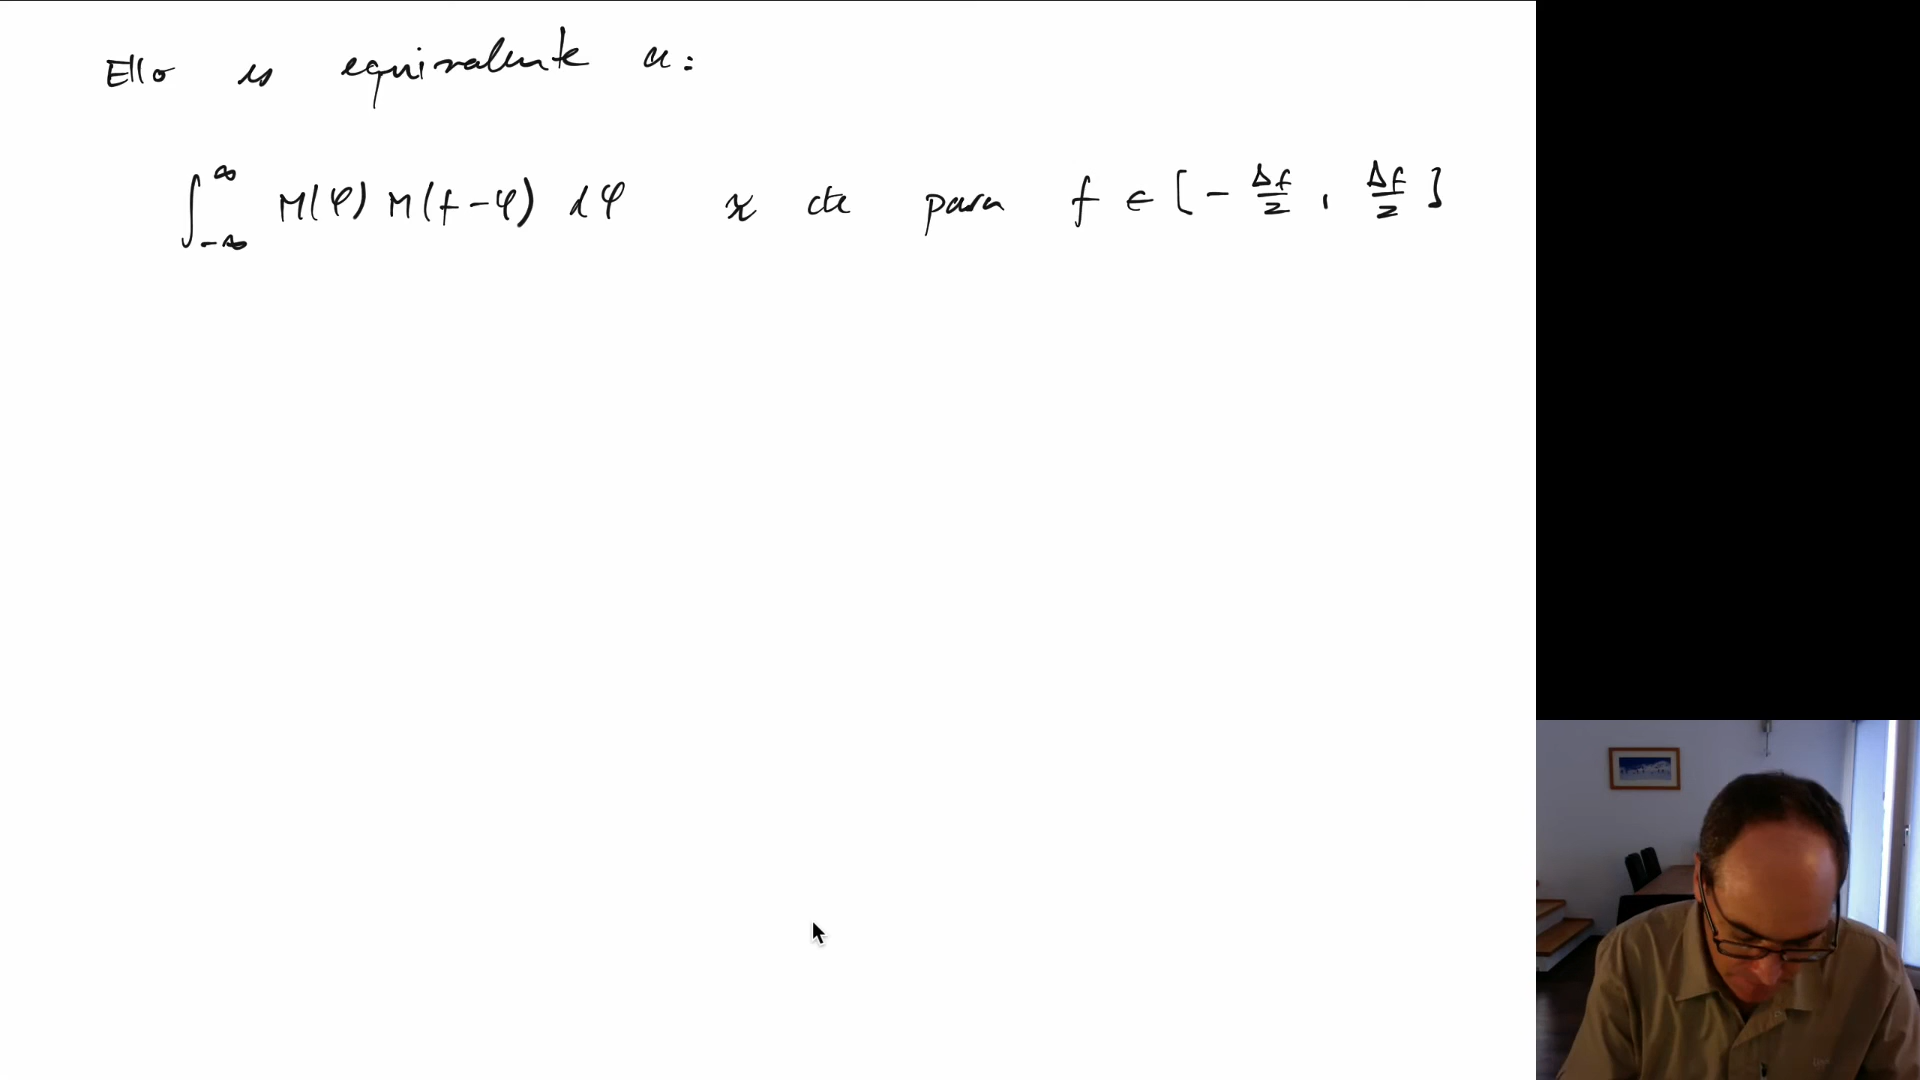 Ello es equivalente a:
∫_{-∞}^{∞} M(φ) M(f-φ) dφ ≈ cte para f ∈ [-Δf/2, Δf/2]